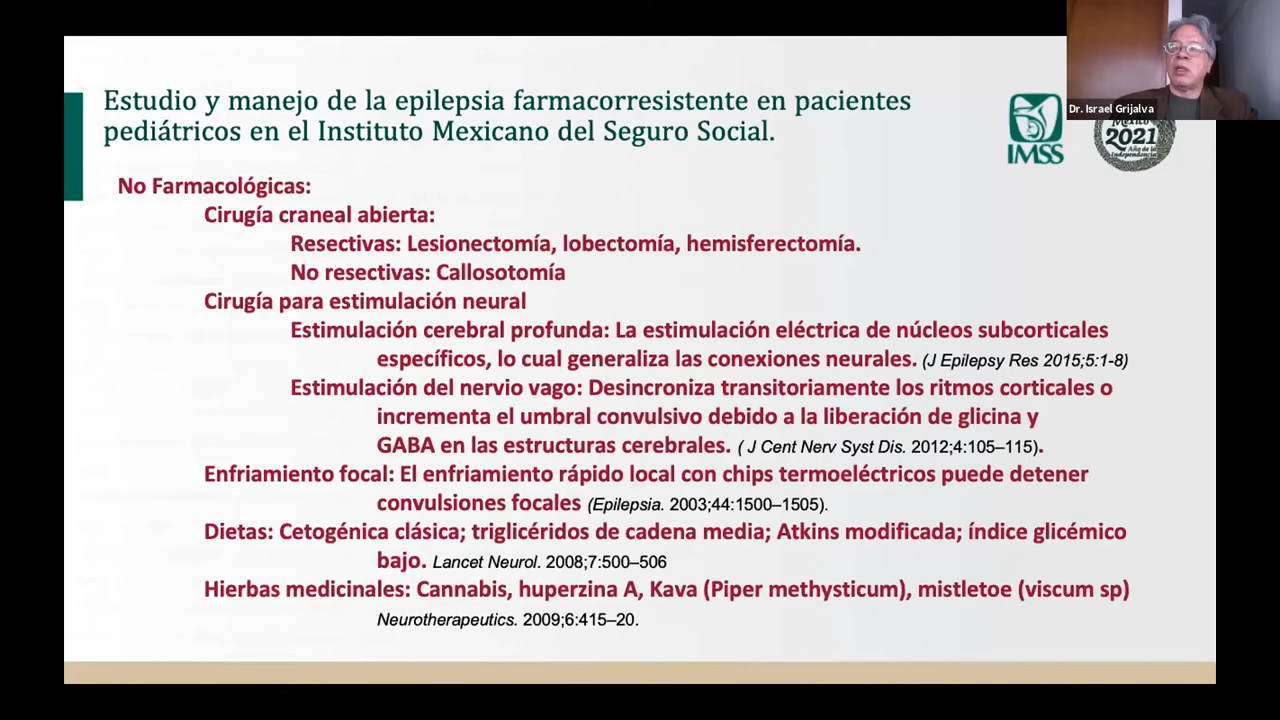 Estudio y manejo de la epilepsia farmacorresistente en pacientes
pediátricos en el Instituto Mexicano del Seguro Social.
IMSS
Dr. Israel Grijalva
México
2021
Año de la
Independencia
No Farmacológicas:
Cirugía craneal abierta:
Resectivas: Lesionectomía, lobectomía, hemisferectomía.
No resectivas: Callosotomía
Cirugía para estimulación neural
Estimulación cerebral profunda: La estimulación eléctrica de núcleos subcorticales
específicos, lo cual generaliza las conexiones neurales. (J Epilepsy Res 2015;5:1-8)
Estimulación del nervio vago: Desincroniza transitoriamente los ritmos corticales o
incrementa el umbral convulsivo debido a la liberación de glicina y
GABA en las estructuras cerebrales. ( J Cent Nerv Syst Dis. 2012;4:105–115).
Enfriamiento focal: El enfriamiento rápido local con chips termoeléctricos puede detener
convulsiones focales (Epilepsia. 2003;44:1500–1505).
Dietas: Cetogénica clásica; triglicéridos de cadena media; Atkins modificada; índice glicémico
bajo. Lancet Neurol. 2008;7:500–506
Hierbas medicinales: Cannabis, huperzina A, Kava (Piper methysticum), mistletoe (viscum sp)
Neurotherapeutics. 2009;6:415–20.